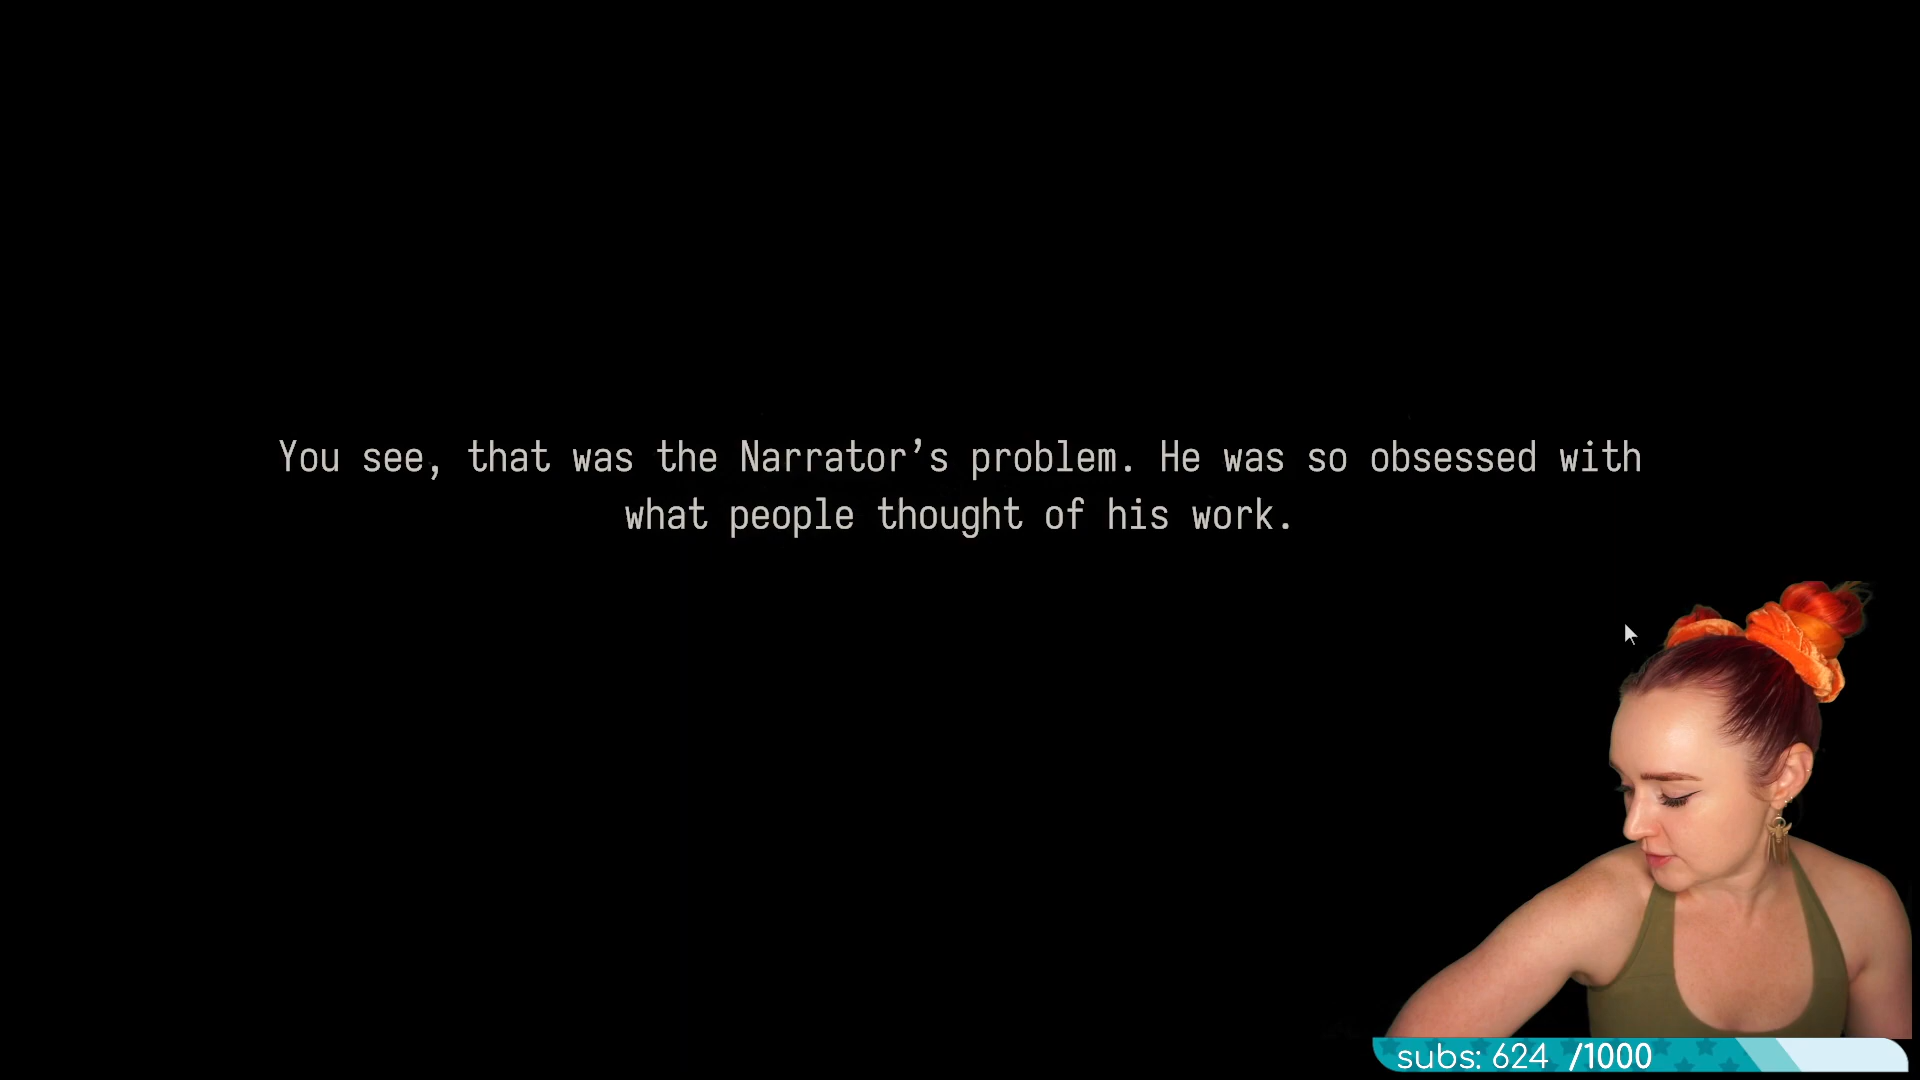 You see, that was the Narrator’s problem. He was so obsessed with
what people thought of his work.
subs: 624 /1000